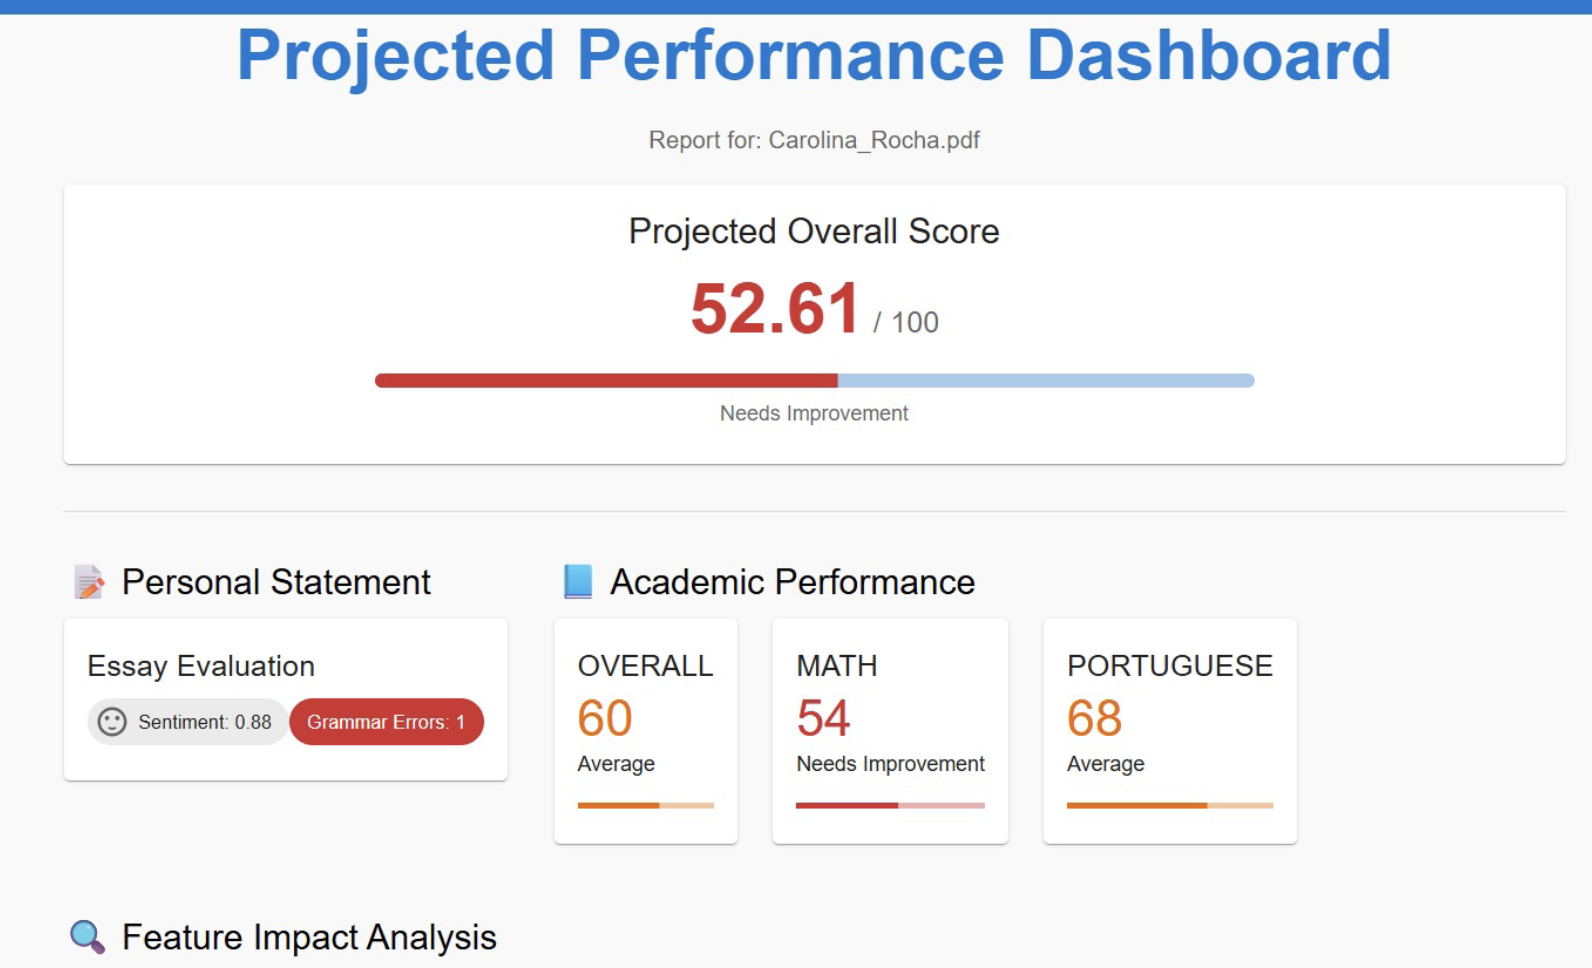 Projected Performance Dashboard
Report for: Carolina_Rocha.pdf
Projected Overall Score
52.61 / 100
Needs Improvement
Personal Statement
Essay Evaluation
Sentiment: 0.88 Grammar Errors: 1
Academic Performance
OVERALL
60
Average
MATH
54
Needs Improvement
PORTUGUESE
68
Average
Feature Impact Analysis